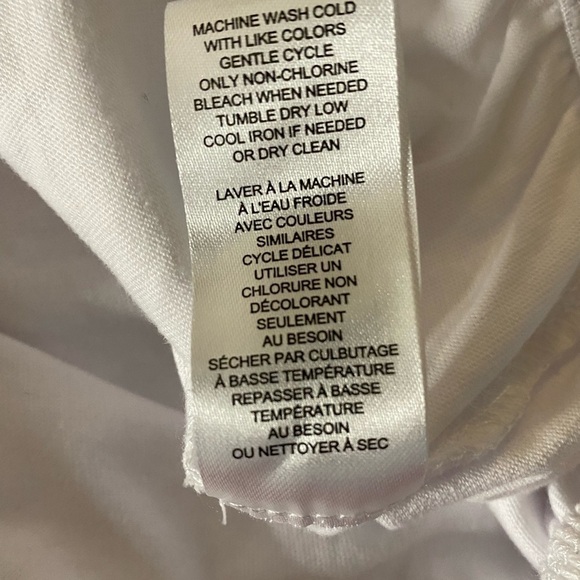 MACHINE WASH COLD
WITH LIKE COLORS
GENTLE CYCLE
ONLY NON-CHLORINE
BLEACH WHEN NEEDED
TUMBLE DRY LOW
COOL IRON IF NEEDED
OR DRY CLEAN
LAVER À LA MACHINE
À L'EAU FROIDE
AVEC COULEURS
SIMILAIRES
CYCLE DÉLICAT
UTILISER UN
CHLORURE NON
DÉCOLORANT
SEULEMENT
AU BESOIN
SÉCHER PAR CULBUTAGE
À BASSE TEMPÉRATURE
REPASSER À BASSE
TEMPÉRATURE
AU BESOIN
OU NETTOYER À SEC